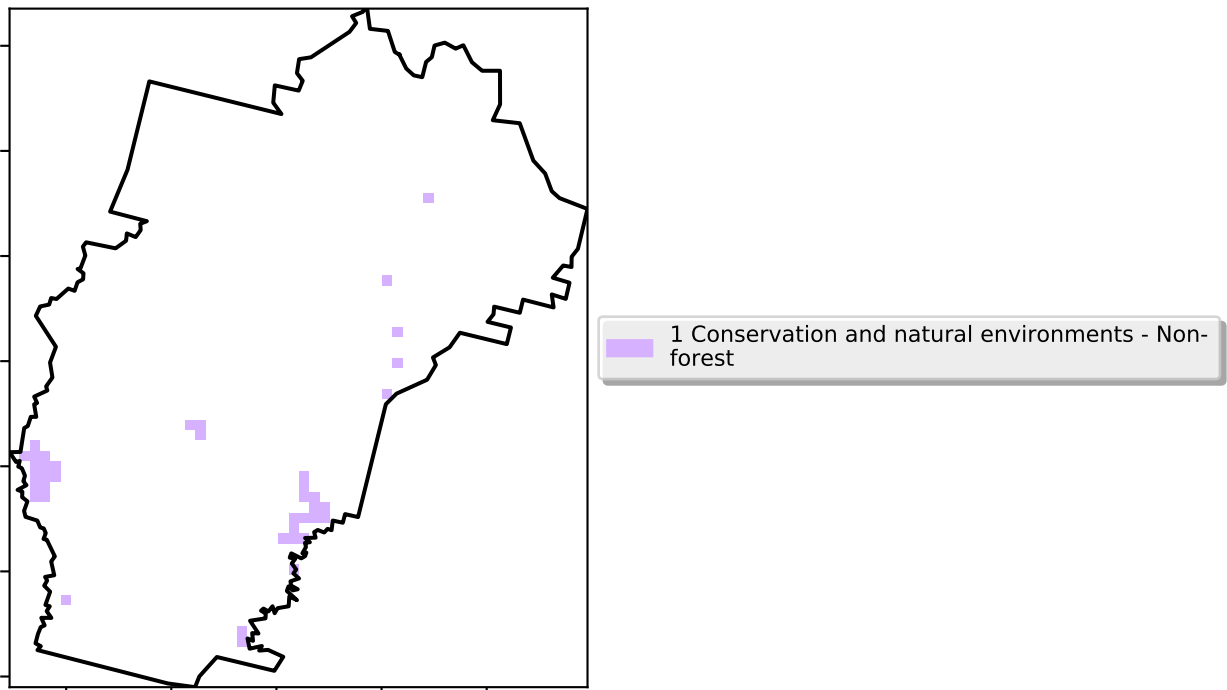 1 Conservation and natural environments - Non-
forest